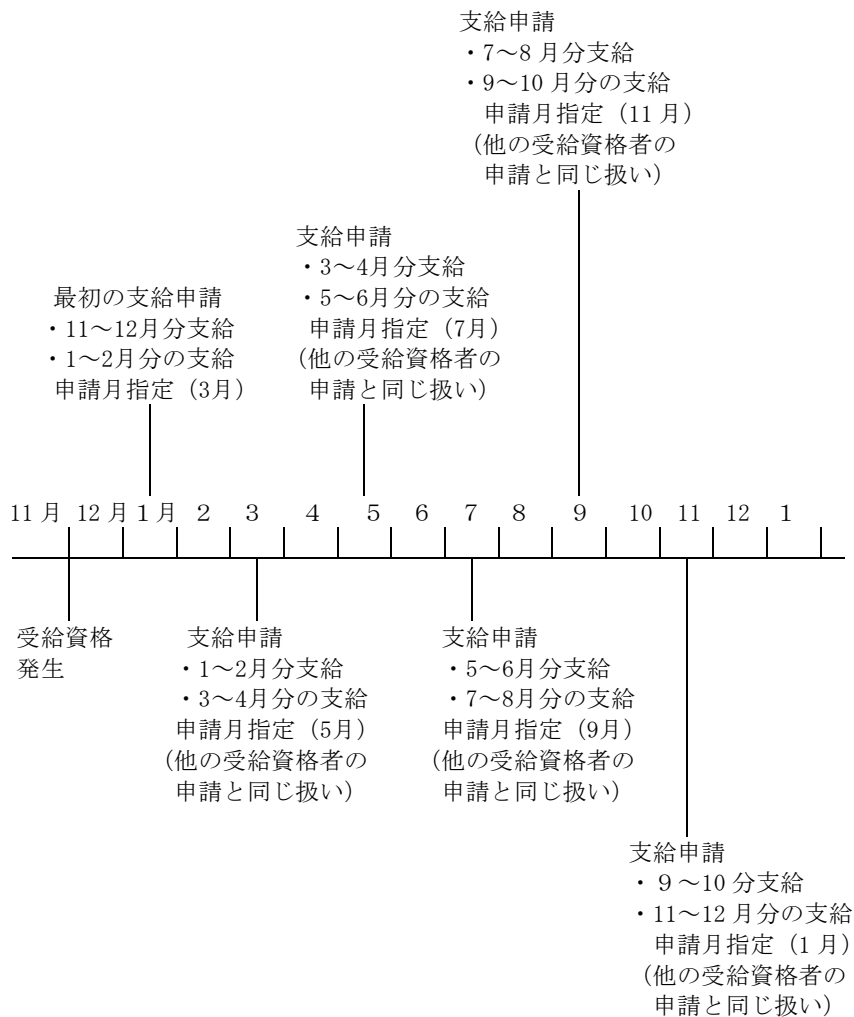 支給申請
・7～8 月分支給
・9～10 月分の支給
申請月指定（11 月）
（他の受給資格者の
申請と同じ扱い）
支給申請
・3～4月分支給
・5～6月分の支給
申請月指定（7月）
（他の受給資格者の
申請と同じ扱い）
最初の支給申請
・11～12月分支給
・1～2月分の支給
申請月指定（3月）
11 月 12 月 1 月 2 3 4 5 6 7 8 9 10 11 12 1
受給資格
発生
支給申請
・1～2月分支給
・3～4月分の支給
申請月指定（5月）
（他の受給資格者の
申請と同じ扱い）
支給申請
・5～6月分支給
・7～8月分の支給
申請月指定（9月）
（他の受給資格者の
申請と同じ扱い）
支給申請
・９～10 分支給
・11～12 月分の支給
申請月指定（1 月）
（他の受給資格者の
申請と同じ扱い）